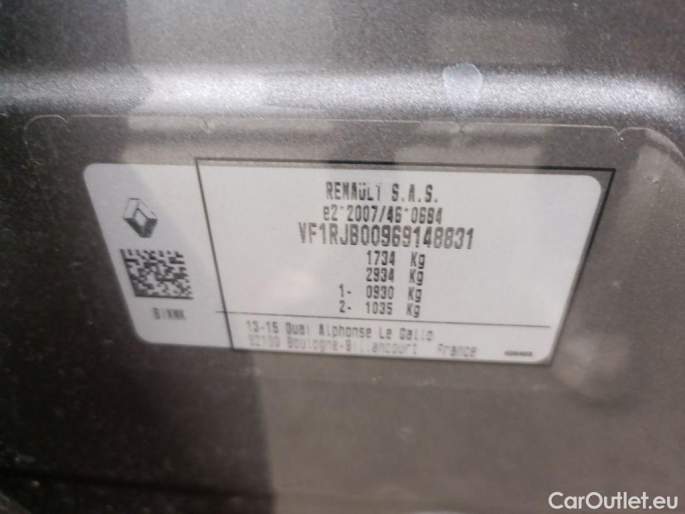 RENAULT S.A.S.
e2*2007/46*0684
VF1RJB00969148831
1734 Kg
2934 Kg
1- 0930 Kg
2- 1035 Kg
13-15 Quai Alphonse Le Gallo
92100 Boulogne-Billancourt France
CarOutlet.eu